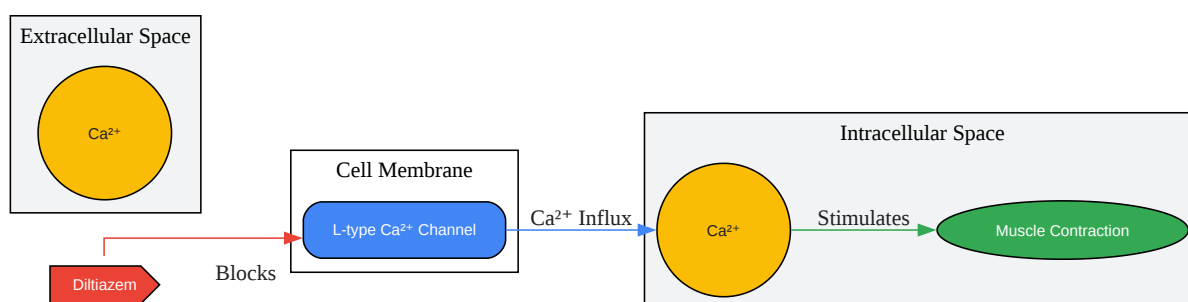 Extracellular Space
Ca²⁺
Cell Membrane
L-type Ca²⁺ Channel
Ca²⁺ Influx
Intracellular Space
Ca²⁺
Stimulates
Muscle Contraction
Blocks
Diltiazem